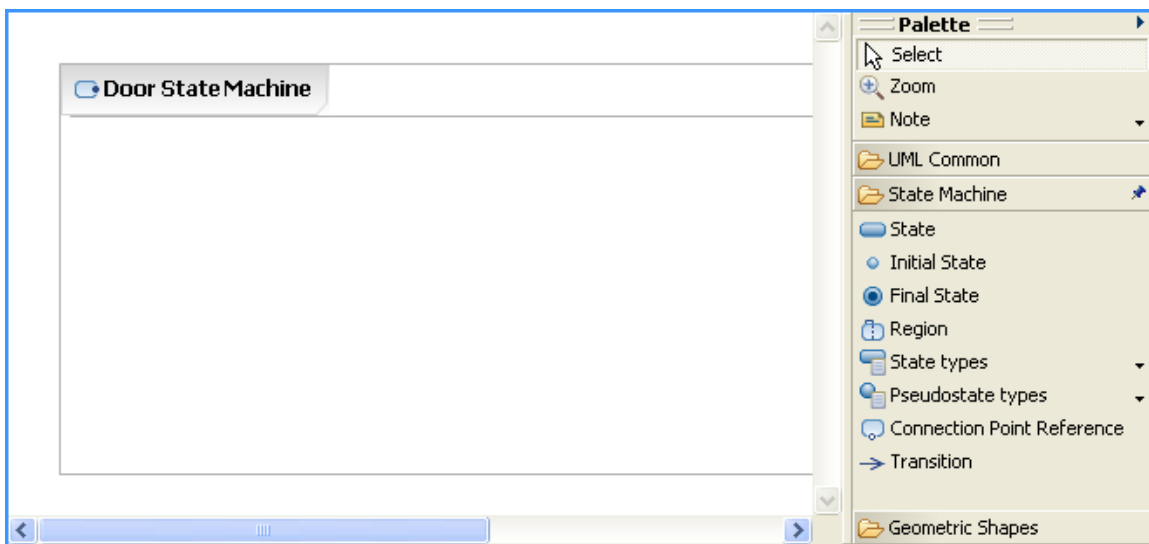 Door State Machine
Palette
Select
Zoom
Note
UML Common
State Machine
State
Initial State
Final State
Region
State types
Pseudostate types
Connection Point Reference
Transition
Geometric Shapes